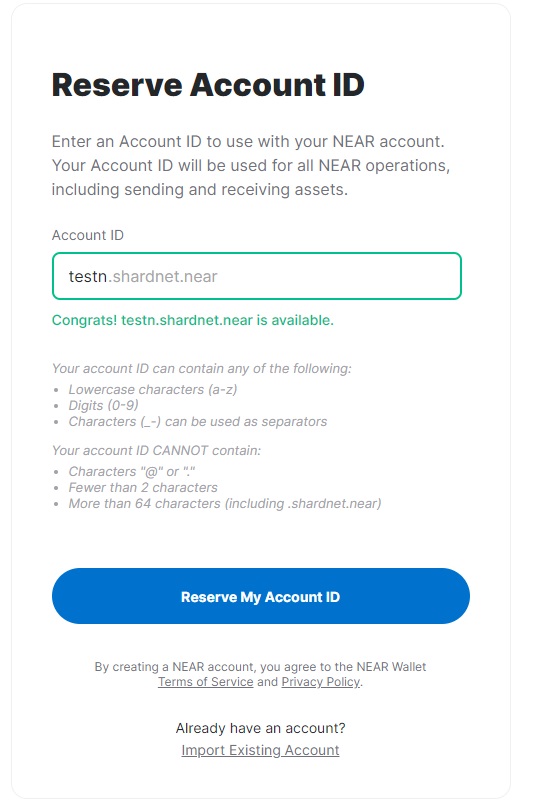 Reserve Account ID
Enter an Account ID to use with your NEAR account.
Your Account ID will be used for all NEAR operations,
including sending and receiving assets.
Account ID
testn.shardnet.near
Congrats! testn.shardnet.near is available.
Your account ID can contain any of the following:
• Lowercase characters (a-z)
• Digits (0-9)
• Characters (_-) can be used as separators
Your account ID CANNOT contain:
• Characters "@" or "."
• Fewer than 2 characters
• More than 64 characters (including .shardnet.near)
Reserve My Account ID
By creating a NEAR account, you agree to the NEAR Wallet
Terms of Service and Privacy Policy.
Already have an account?
Import Existing Account